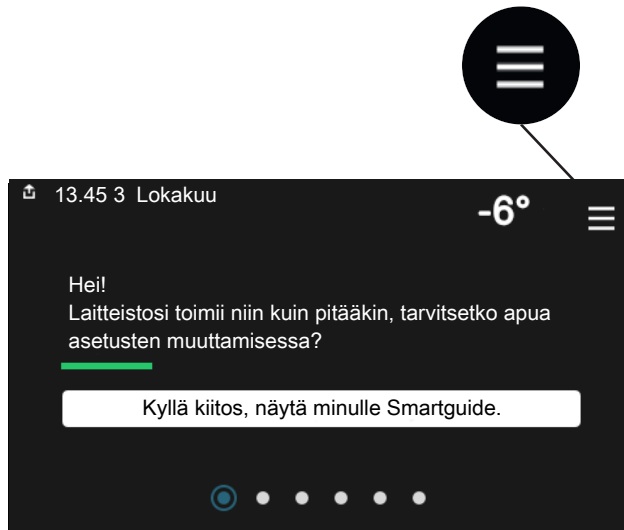 13.45 3 Lokakuu
-6°
Hei!
Laitteistosi toimii niin kuin pitääkin, tarvitsetko apua
asetusten muuttamisessa?
Kyllä kiitos, näytä minulle Smartguide.